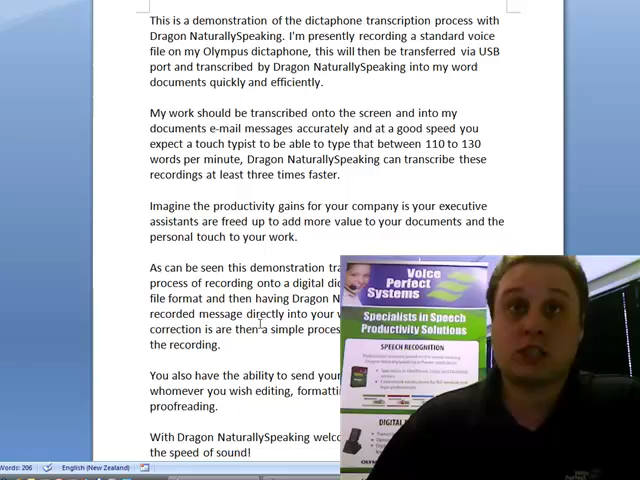 This is a demonstration of the dictaphone transcription process with
Dragon NaturallySpeaking. I'm presently recording a standard voice
file on my Olympus dictaphone, this will then be transferred via USB
port and transcribed by Dragon NaturallySpeaking into my word
documents quickly and efficiently.
My work should be transcribed onto the screen and into my
documents e-mail messages accurately and at a good speed you
expect a touch typist to be able to type that between 110 to 130
words per minute, Dragon NaturallySpeaking can transcribe these
recordings at least three times faster.
Imagine the productivity gains for your company is your executive
assistants are freed up to add more value to your documents and the
personal touch to your work.
As can be seen this demonstration tra
process of recording onto a digital di
file format and then having Dragon N
recorded message directly into your
correction is are then a simple proces
the recording.
You also have the ability to send your
whomever you wish editing, formatti
proofreading.
With Dragon NaturallySpeaking welc
the speed of sound!
Words: 206
English (New Zealand)
Voice
Perfect
Systems
Specialists in Speech
Productivity Solutions
SPEECH RECOGNITION
DIGITAL